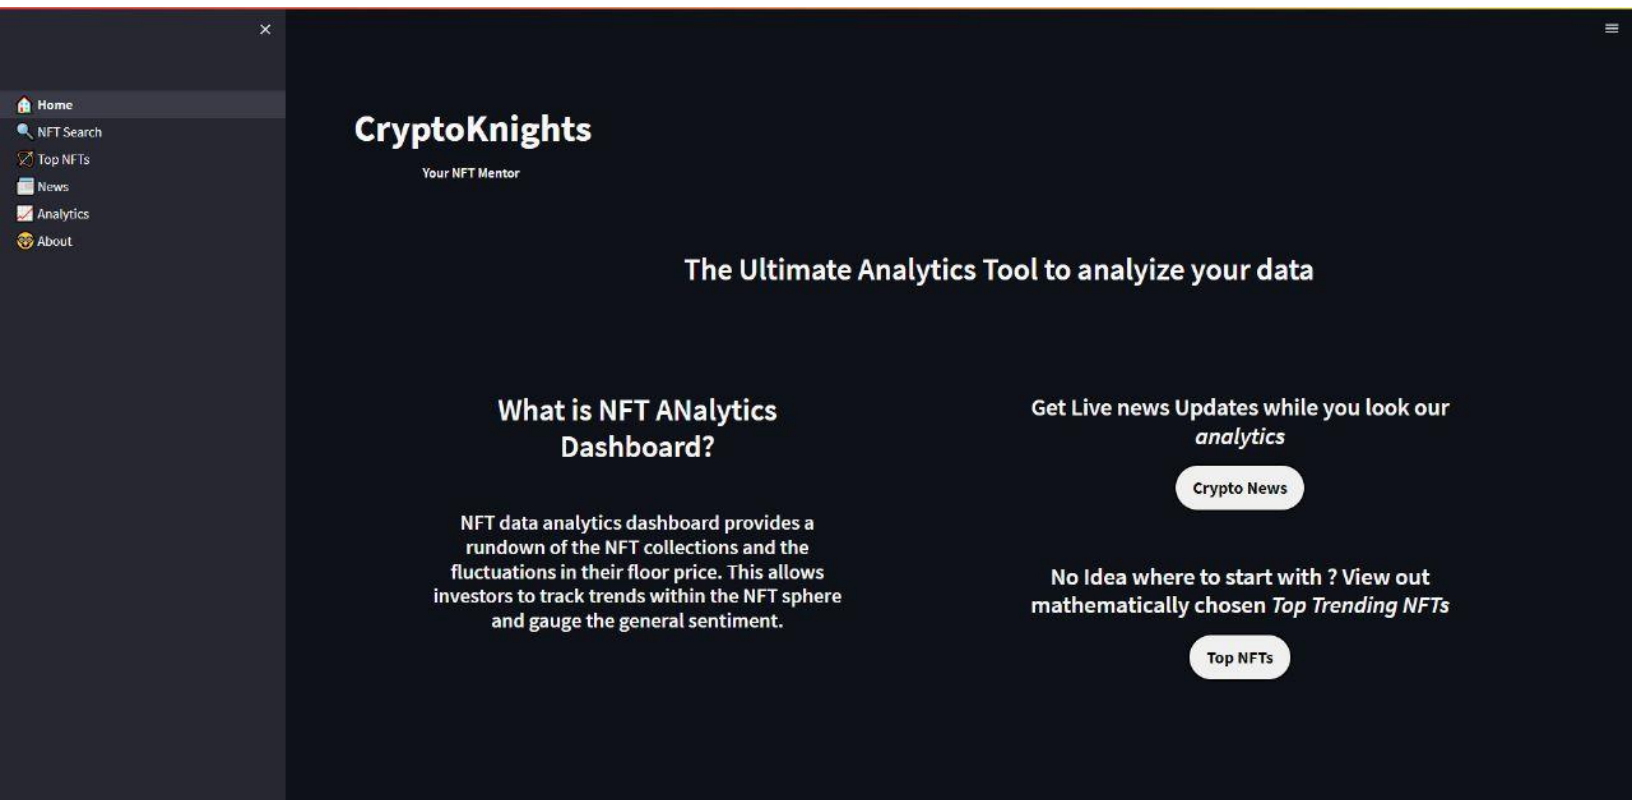 Home
NFT Search
Top NFTs
News
Analytics
About
CryptoKnights
Your NFT Mentor
The Ultimate Analytics Tool to analyize your data
What is NFT ANalytics
Dashboard?
NFT data analytics dashboard provides a
rundown of the NFT collections and the
fluctuations in their floor price. This allows
investors to track trends within the NFT sphere
and gauge the general sentiment.
Get Live news Updates while you look our
analytics
Crypto News
No Idea where to start with ? View out
mathematically chosen Top Trending NFTs
Top NFTs